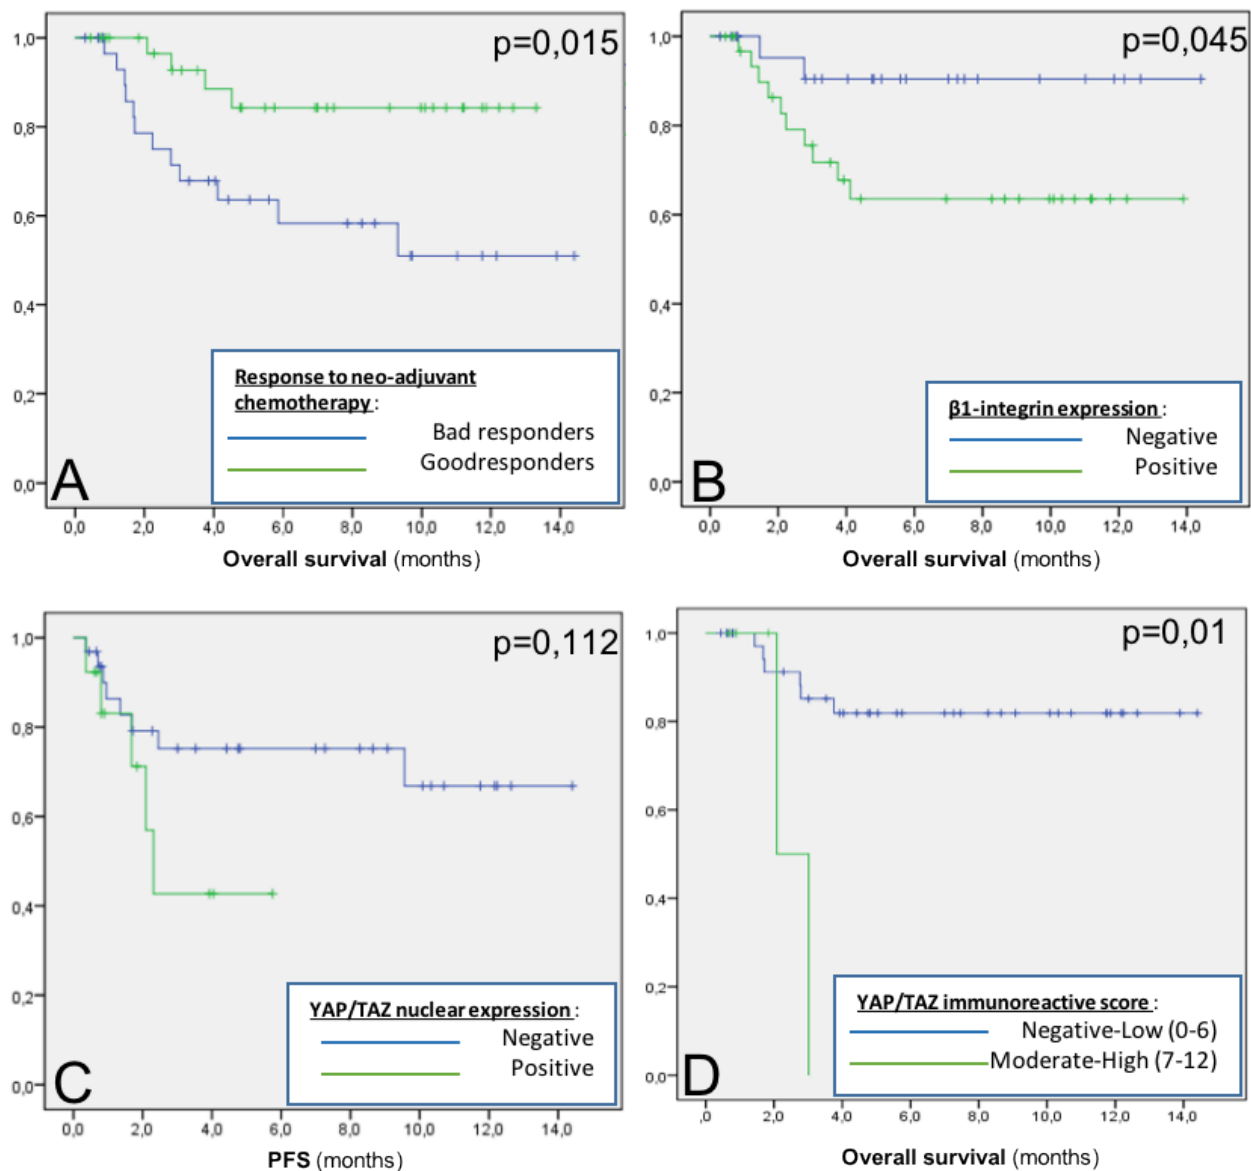 p=0,015
1,0
0,8
0,6
0,4
0,2
0,0
Response to neo-adjuvant
chemotherapy :
Bad responders
Goodresponders
A
0,0 2,0 4,0 6,0 8,0 10,0 12,0 14,0
Overall survival (months)
p=0,045
1,0
0,8
0,6
0,4
0,2
0,0
β1-integrin expression :
Negative
Positive
B
0,0 2,0 4,0 6,0 8,0 10,0 12,0 14,0
Overall survival (months)
p=0,112
1,0
0,8
0,6
0,4
0,2
0,0
YAP/TAZ nuclear expression :
Negative
Positive
C
0,0 2,0 4,0 6,0 8,0 10,0 12,0 14,0
PFS (months)
p=0,01
1,0
0,8
0,6
0,4
0,2
0,0
YAP/TAZ immunoreactive score :
Negative-Low (0-6)
Moderate-High (7-12)
D
,0 2,0 4,0 6,0 8,0 10,0 12,0 14,0
Overall survival (months)